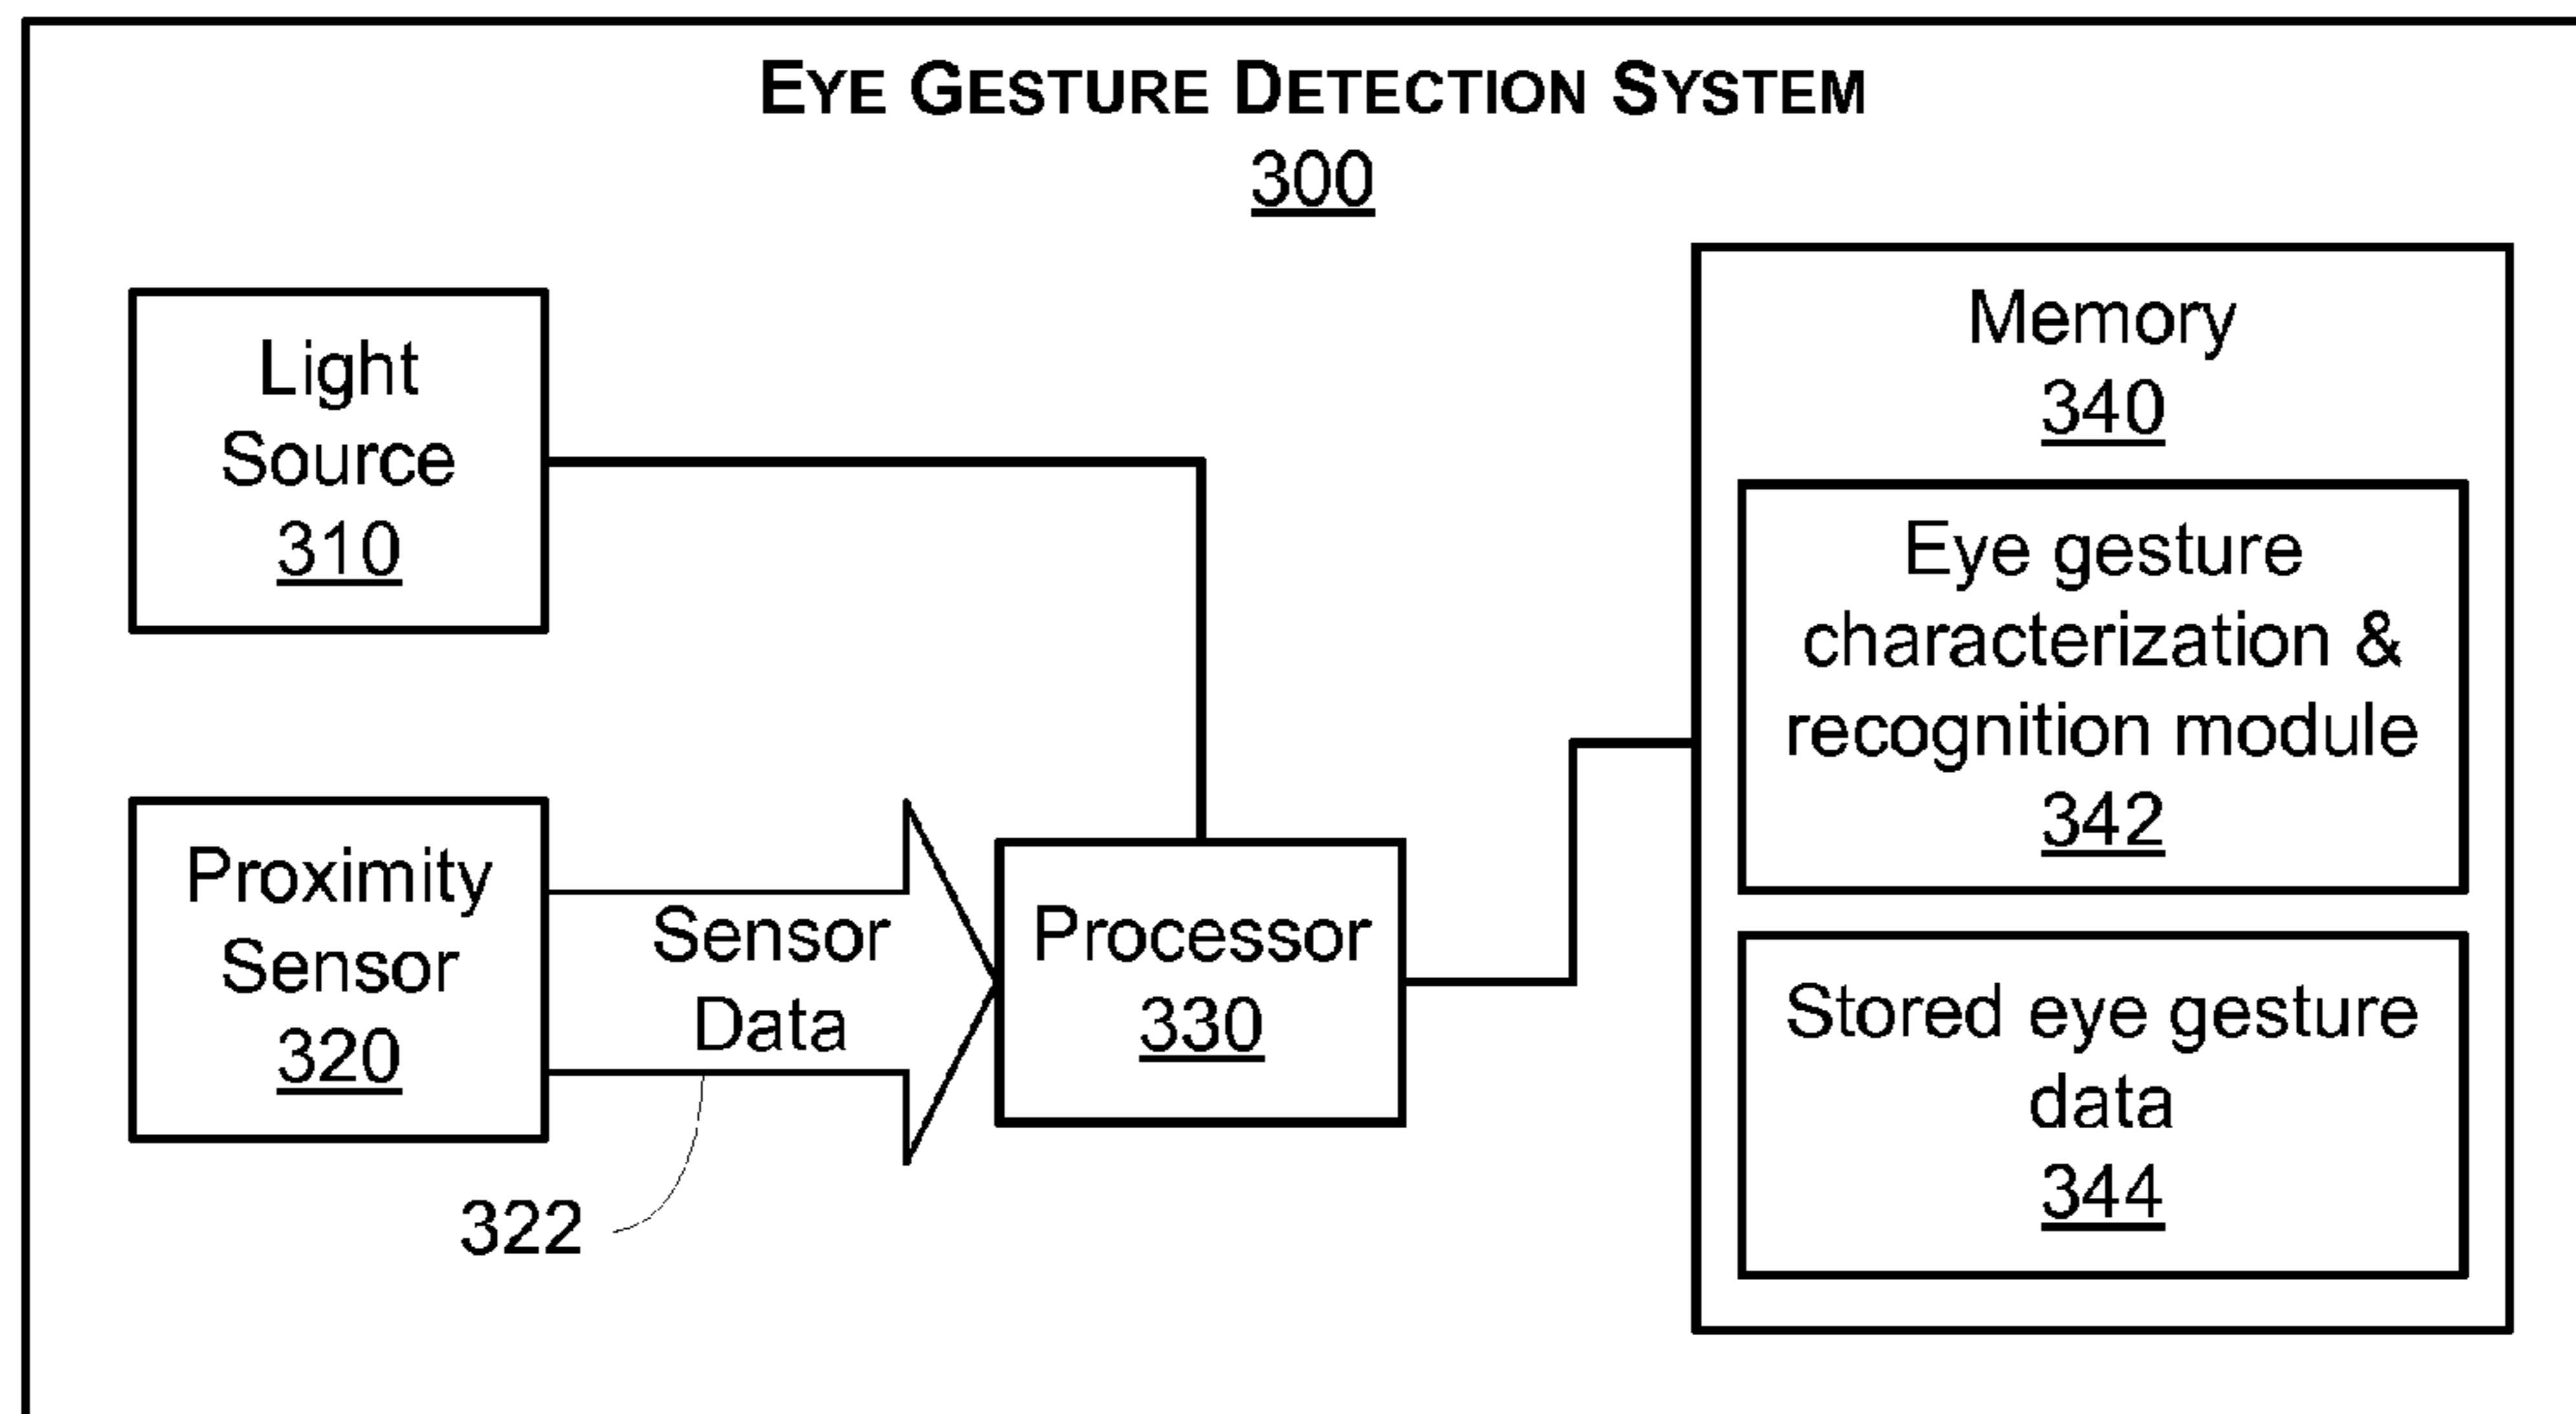 EYE GESTURE DETECTION SYSTEM
300
Light
Source
310
Proximity
Sensor
320
Sensor
Data
322
Processor
330
Memory
340
Eye gesture
characterization &
recognition module
342
Stored eye gesture
data
344